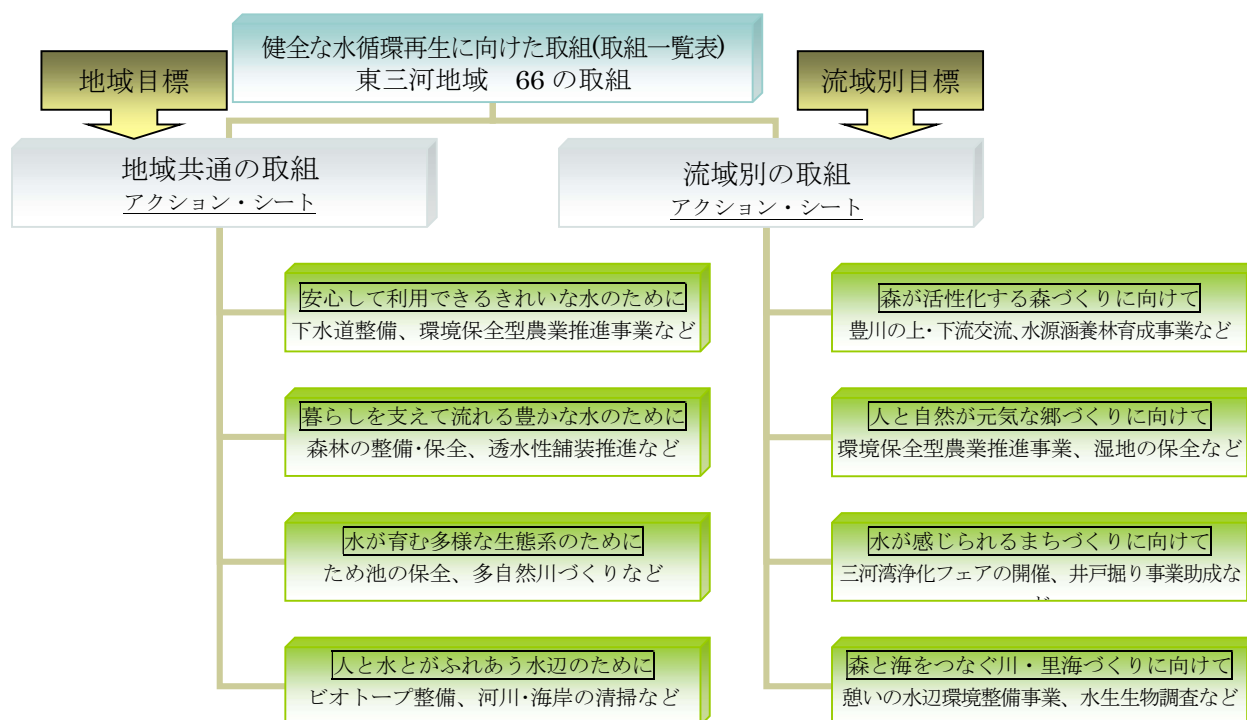 健全な水循環再生に向けた取組(取組一覧表)
東三河地域　66 の取組
地域目標
流域別目標
地域共通の取組
アクション・シート
安心して利用できるきれいな水のために
下水道整備、環境保全型農業推進事業など
暮らしを支えて流れる豊かな水のために
森林の整備・保全、透水性舗装推進など
水が育む多様な生態系のために
ため池の保全、多自然川づくりなど
人と水とがふれあう水辺のために
ビオトープ整備、河川・海岸の清掃など
流域別の取組
アクション・シート
森が活性化する森づくりに向けて
豊川の上・下流交流、水源涵養林育成事業など
人と自然が元気な郷づくりに向けて
環境保全型農業推進事業、湿地の保全など
水が感じられるまちづくりに向けて
三河湾浄化フェアの開催、井戸掘り事業助成な
森と海をつなぐ川・里海づくりに向けて
憩いの水辺環境整備事業、水生生物調査など